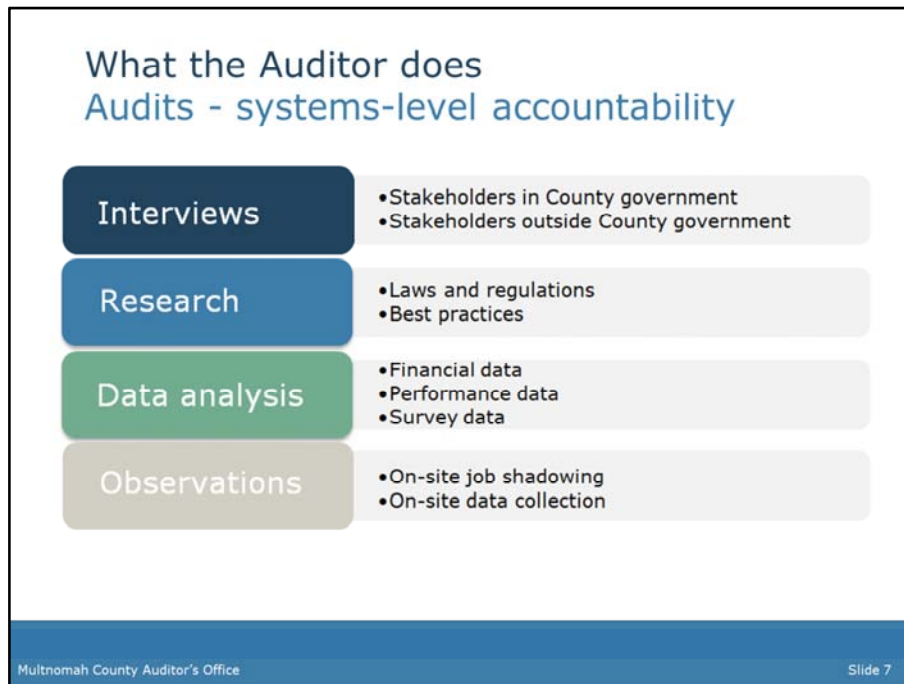 What the Auditor does
Audits - systems-level accountability
Interviews
•Stakeholders in County government
•Stakeholders outside County government
Research
•Laws and regulations
•Best practices
Data analysis
•Financial data
•Performance data
•Survey data
Observations
•On-site job shadowing
•On-site data collection
Multnomah County Auditor's Office
Slide 7